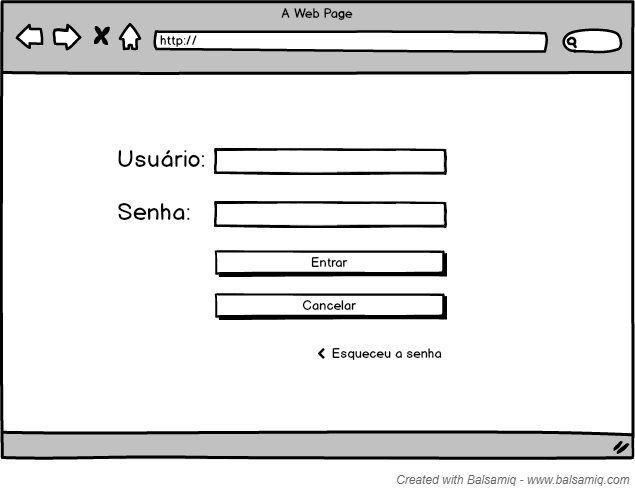 A Web Page
http://
Usuário:
Senha:
Entrar
Cancelar
Esqueceu a senha
Created with Balsamiq - www.balsamiq.com